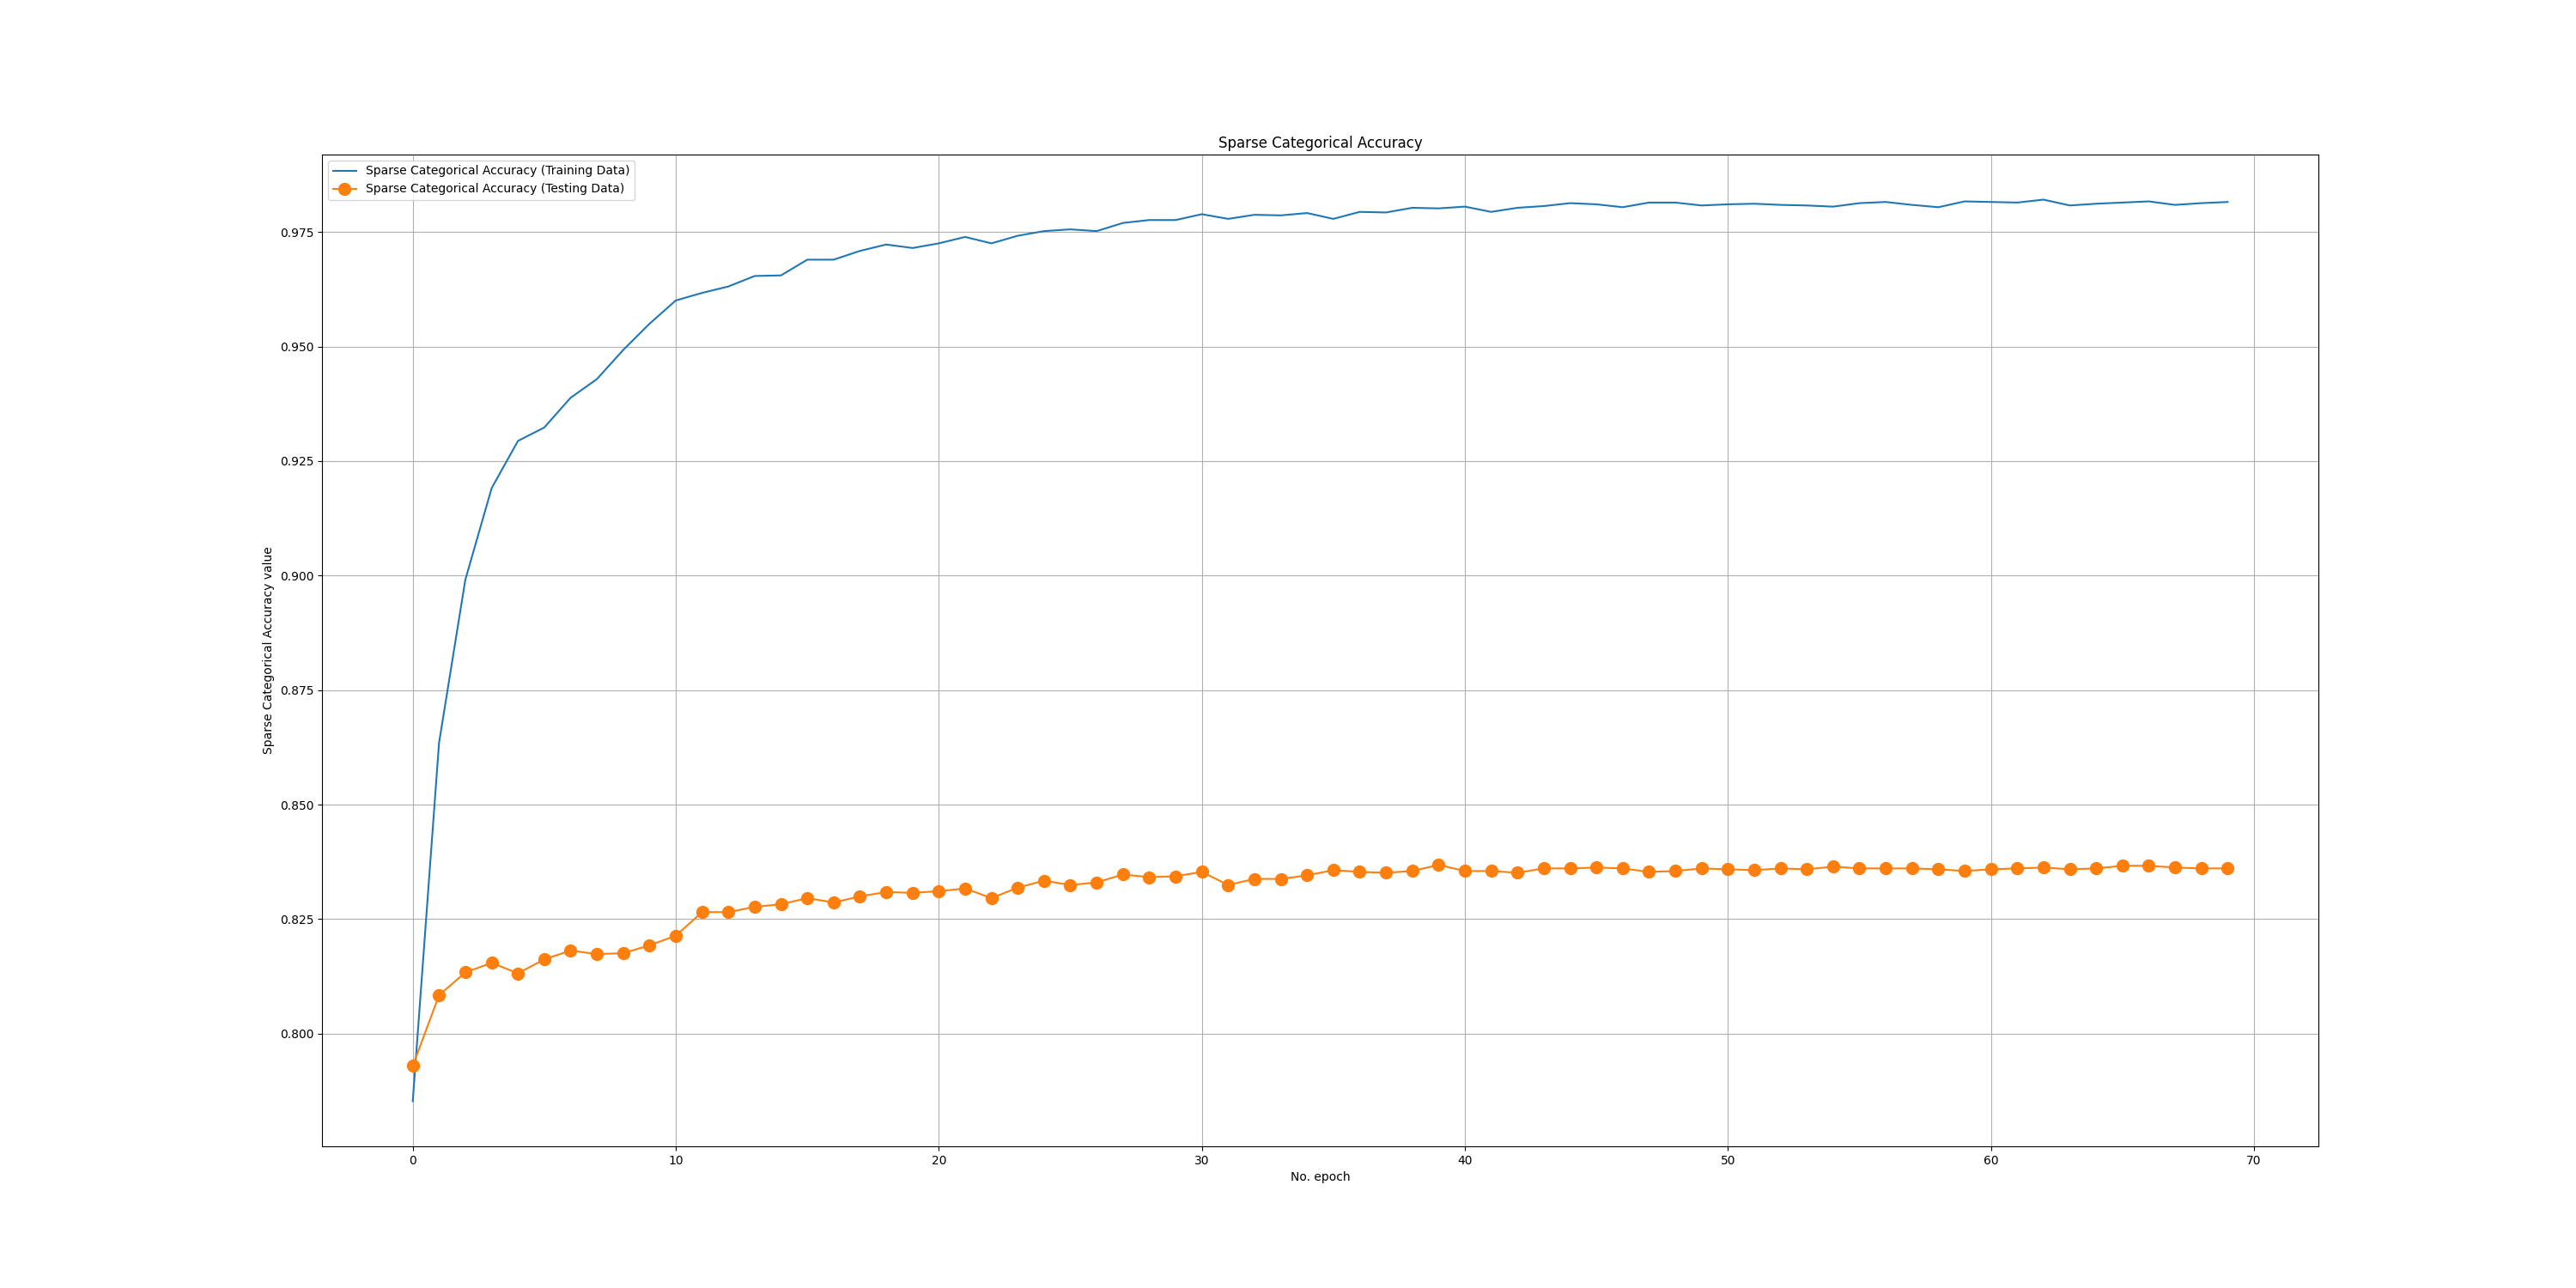 Sparse Categorical Accuracy
Sparse Categorical Accuracy (Training Data)
Sparse Categorical Accuracy (Testing Data)
0.975
0.950
0.925
0.900
0.875
0.850
0.825
0.800
Sparse Categorical Accuracy value
0 10 20 30 40 50 60 70
No. epoch